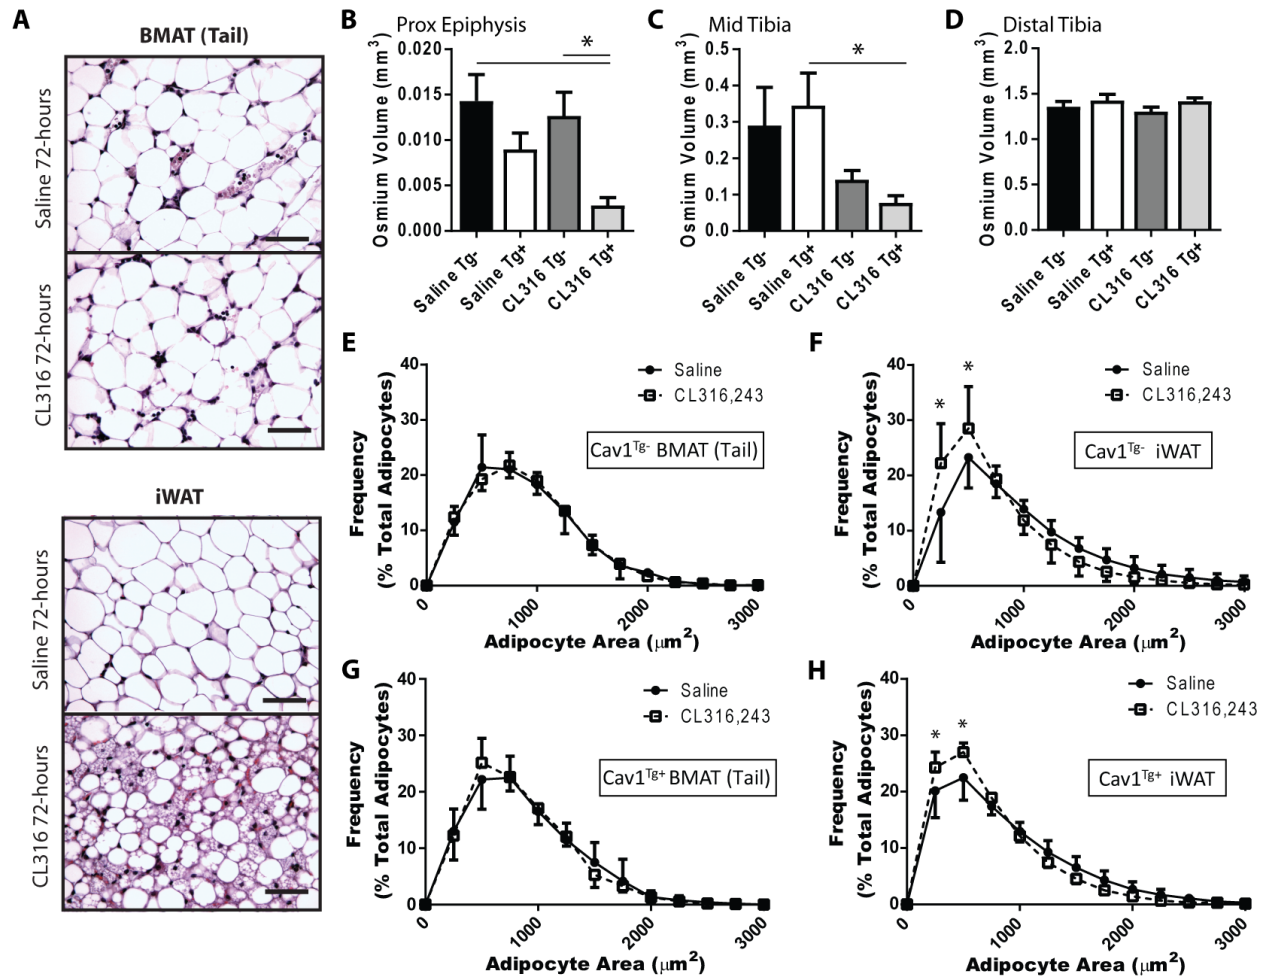 A
BMAT (Tail)
Saline 72-hours
CL316 72-hours
iWAT
Saline 72-hours
CL316 72-hours
B
Prox Epiphysis
Osmium Volume (mm³)
0.020
0.015
0.010
0.005
0.000
*
Saline Tg-
Saline Tg+
CL316 Tg-
CL316 Tg+
C
Mid Tibia
Osmium Volume (mm³)
0.5
0.4
0.3
0.2
0.1
0.0
*
Saline Tg-
Saline Tg+
CL316 Tg-
CL316 Tg+
D
Distal Tibia
Osmium Volume (mm³)
2.0
1.5
1.0
0.5
0.0
Saline Tg-
Saline Tg+
CL316 Tg-
CL316 Tg+
E
Frequency
(% Total Adipocytes)
40
30
20
10
0
Saline
CL316,243
Cav1Tg- BMAT (Tail)
0
1000
2000
3000
Adipocyte Area (μm²)
F
Frequency
(% Total Adipocytes)
40
30
20
10
0
*
*
Saline
CL316,243
Cav1Tg- iWAT
0
1000
2000
3000
Adipocyte Area (μm²)
G
Frequency
(% Total Adipocytes)
40
30
20
10
0
Saline
CL316,243
Cav1Tg+ BMAT (Tail)
0
1000
2000
3000
Adipocyte Area (μm²)
H
Frequency
(% Total Adipocytes)
40
30
20
10
0
*
*
Saline
CL316,243
Cav1Tg+ iWAT
0
1000
2000
3000
Adipocyte Area (μm²)